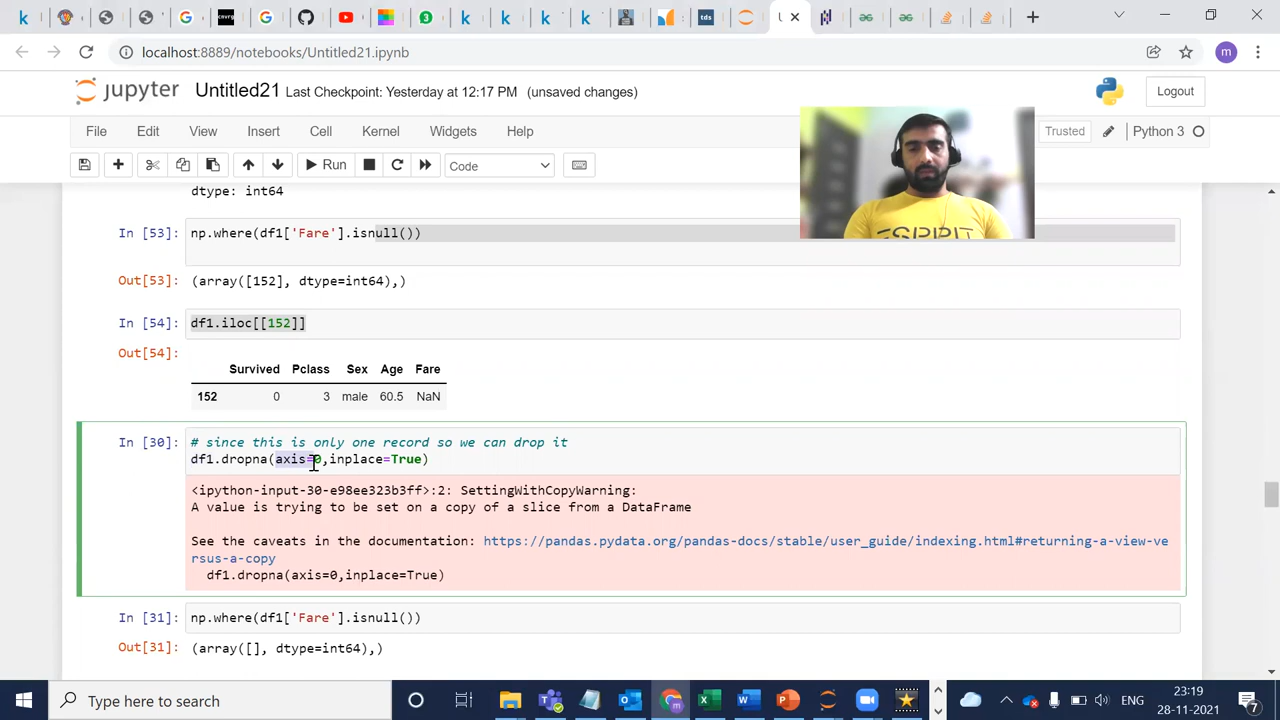 localhost:8889/notebooks/Untitled21.ipynb
m
jupyter Untitled21 Last Checkpoint: Yesterday at 12:17 PM (unsaved changes)
Logout
File Edit View Insert Cell Kernel Widgets Help
Trusted
Python 3
Run
Code
dtype: int64
In [53]: np.where(df1['Fare'].isnull())
Out[53]: (array([152], dtype=int64),)
In [54]: df1.iloc[[152]]
Out[54]:
Survived Pclass Sex Age Fare
152 0 3 male 60.5 NaN
In [30]: # since this is only one record so we can drop it
df1.dropna(axis=0,inplace=True)
<ipython-input-30-e98ee323b3ff>:2: SettingWithCopyWarning:
A value is trying to be set on a copy of a slice from a DataFrame
See the caveats in the documentation: https://pandas.pydata.org/pandas-docs/stable/user_guide/indexing.html#returning-a-view-ve
rsus-a-copy
df1.dropna(axis=0,inplace=True)
In [31]: np.where(df1['Fare'].isnull())
Out[31]: (array([], dtype=int64),)
Type here to search
ENG
23:19
28-11-2021
7